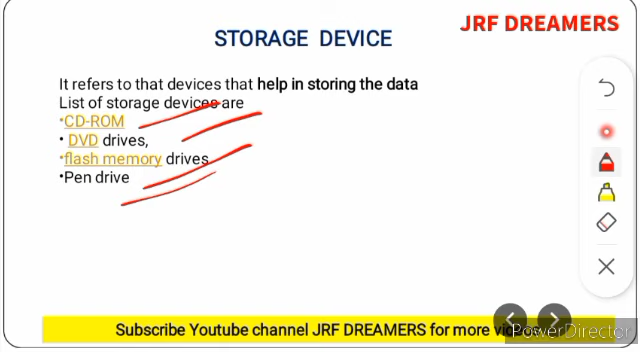 JRF DREAMERS
STORAGE DEVICE
It refers to that devices that help in storing the data
List of storage devices are
•CD-ROM
• DVD drives,
•flash memory drives
•Pen drive
Subscribe Youtube channel JRF DREAMERS for more
PowerDirector